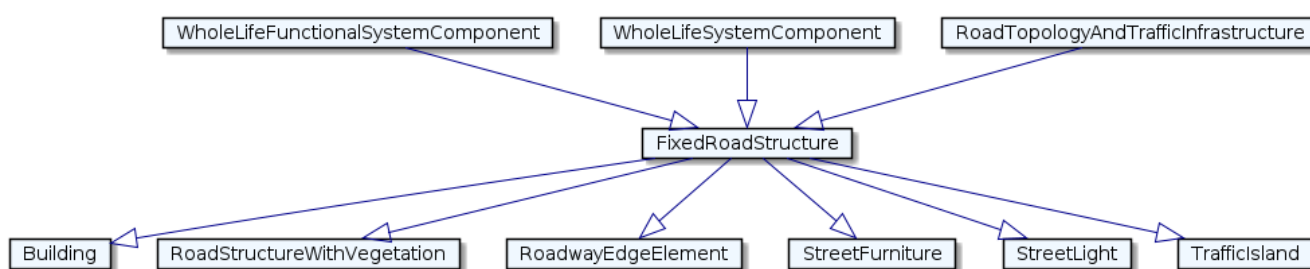 WholeLifeFunctionalSystemComponent
WholeLifeSystemComponent
RoadTopologyAndTrafficInfrastructure
FixedRoadStructure
Building
RoadStructureWithVegetation
RoadwayEdgeElement
StreetFurniture
StreetLight
TrafficIsland